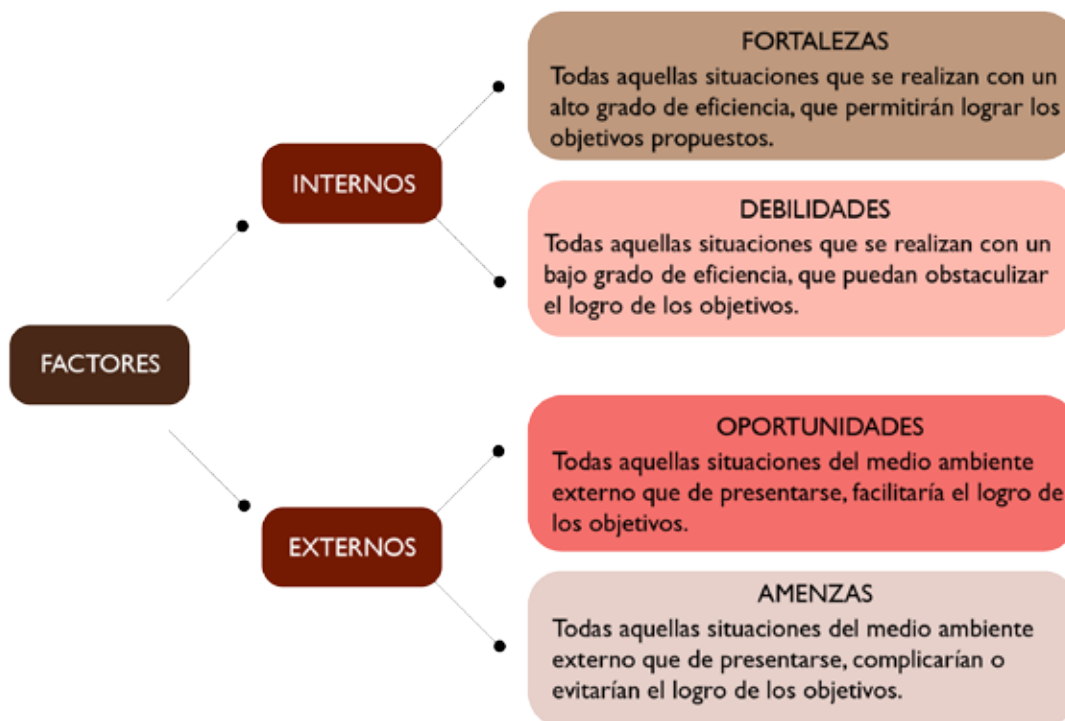 FORTALEZAS
Todas aquellas situaciones que se realizan con un
alto grado de eficiencia, que permitirán lograr los
objetivos propuestos.
INTERNOS
DEBILIDADES
Todas aquellas situaciones que se realizan con un
bajo grado de eficiencia, que puedan obstaculizar
el logro de los objetivos.
FACTORES
OPORTUNIDADES
Todas aquellas situaciones del medio ambiente
externo que de presentarse, facilitaría el logro de
los objetivos.
EXTERNOS
AMENZAS
Todas aquellas situaciones del medio ambiente
externo que de presentarse, complicarían o
evitarían el logro de los objetivos.